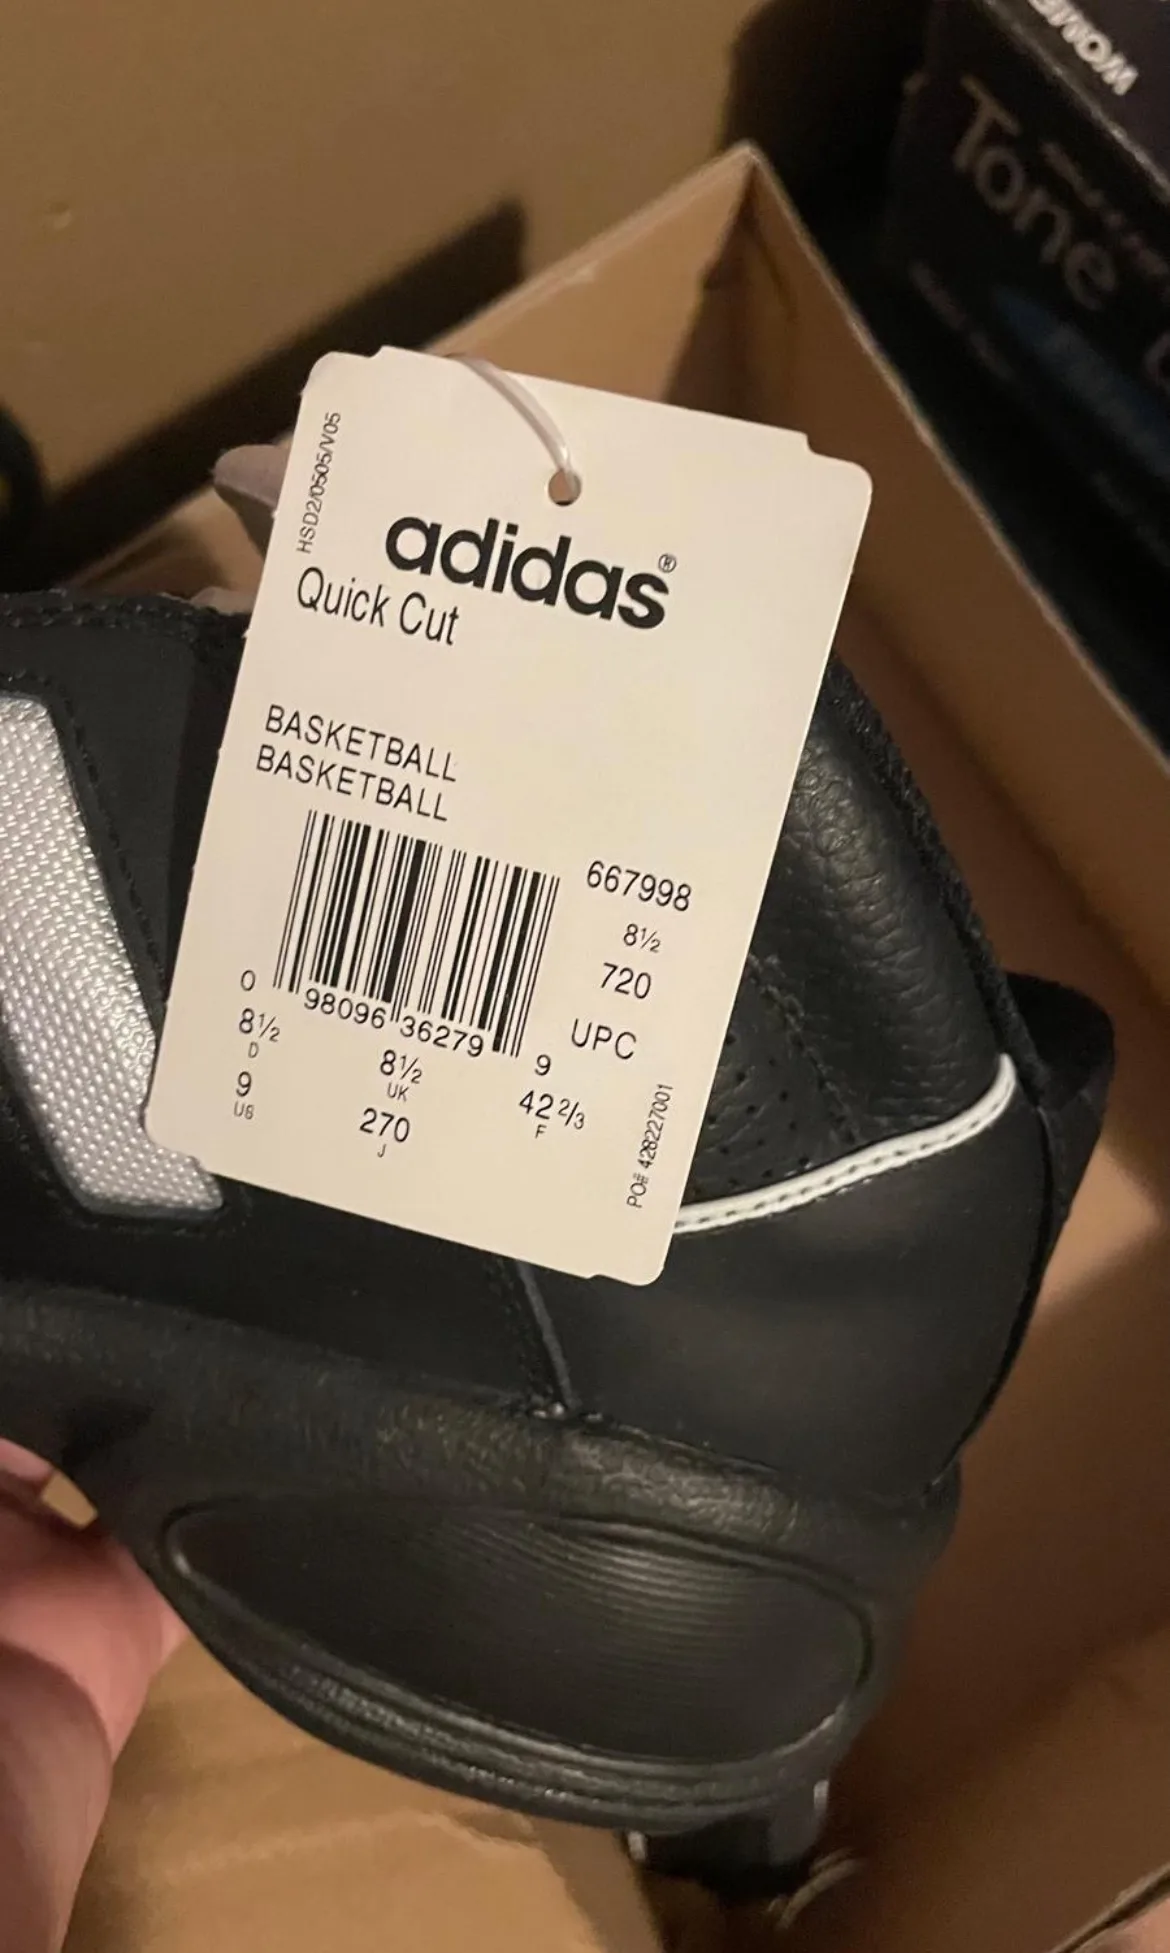 WOMEN
Tone
HSD2/0505/V05
adidas®
Quick Cut
BASKETBALL
BASKETBALL
667998
8½
720
UPC
0 98096 36279 9
8½ D
8½ UK
42 2/3 F
9 US
270 J
PO# 428227001